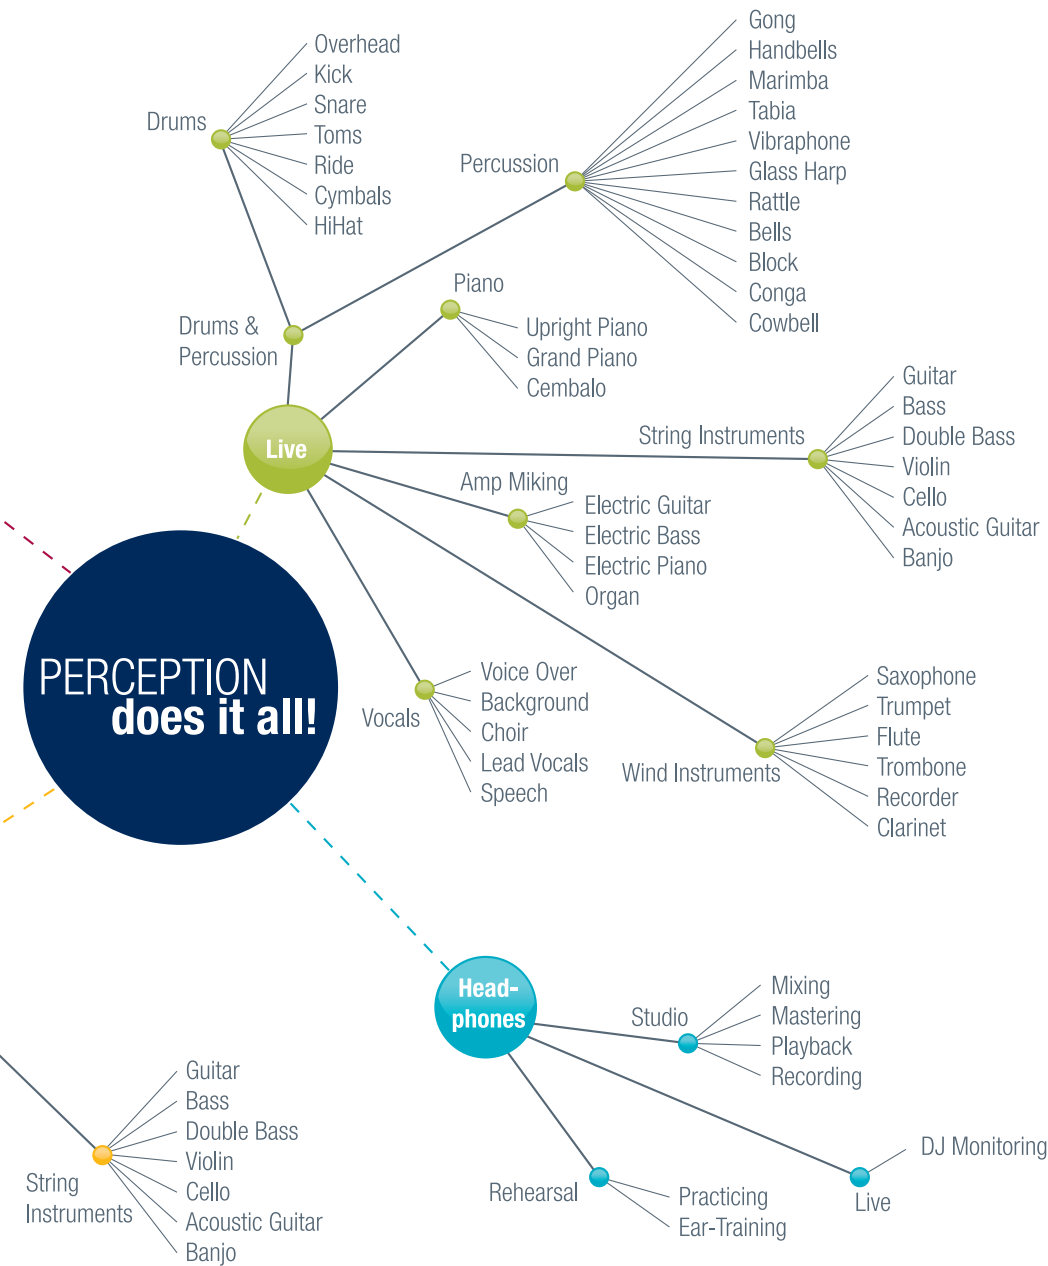 Drums
Overhead
Kick
Snare
Toms
Ride
Cymbals
HiHat
Percussion
Gong
Handbells
Marimba
Tabia
Vibraphone
Glass Harp
Rattle
Bells
Block
Conga
Cowbell
Drums &
Percussion
Piano
Upright Piano
Grand Piano
Cembalo
Live
String Instruments
Guitar
Bass
Double Bass
Violin
Cello
Acoustic Guitar
Banjo
Amp Miking
Electric Guitar
Electric Bass
Electric Piano
Organ
PERCEPTION
does it all!
Vocals
Voice Over
Background
Choir
Lead Vocals
Speech
Wind Instruments
Saxophone
Trumpet
Flute
Trombone
Recorder
Clarinet
Head-
phones
Studio
Mixing
Mastering
Playback
Recording
Live
DJ Monitoring
Rehearsal
Practicing
Ear-Training
String
Instruments
Guitar
Bass
Double Bass
Violin
Cello
Acoustic Guitar
Banjo